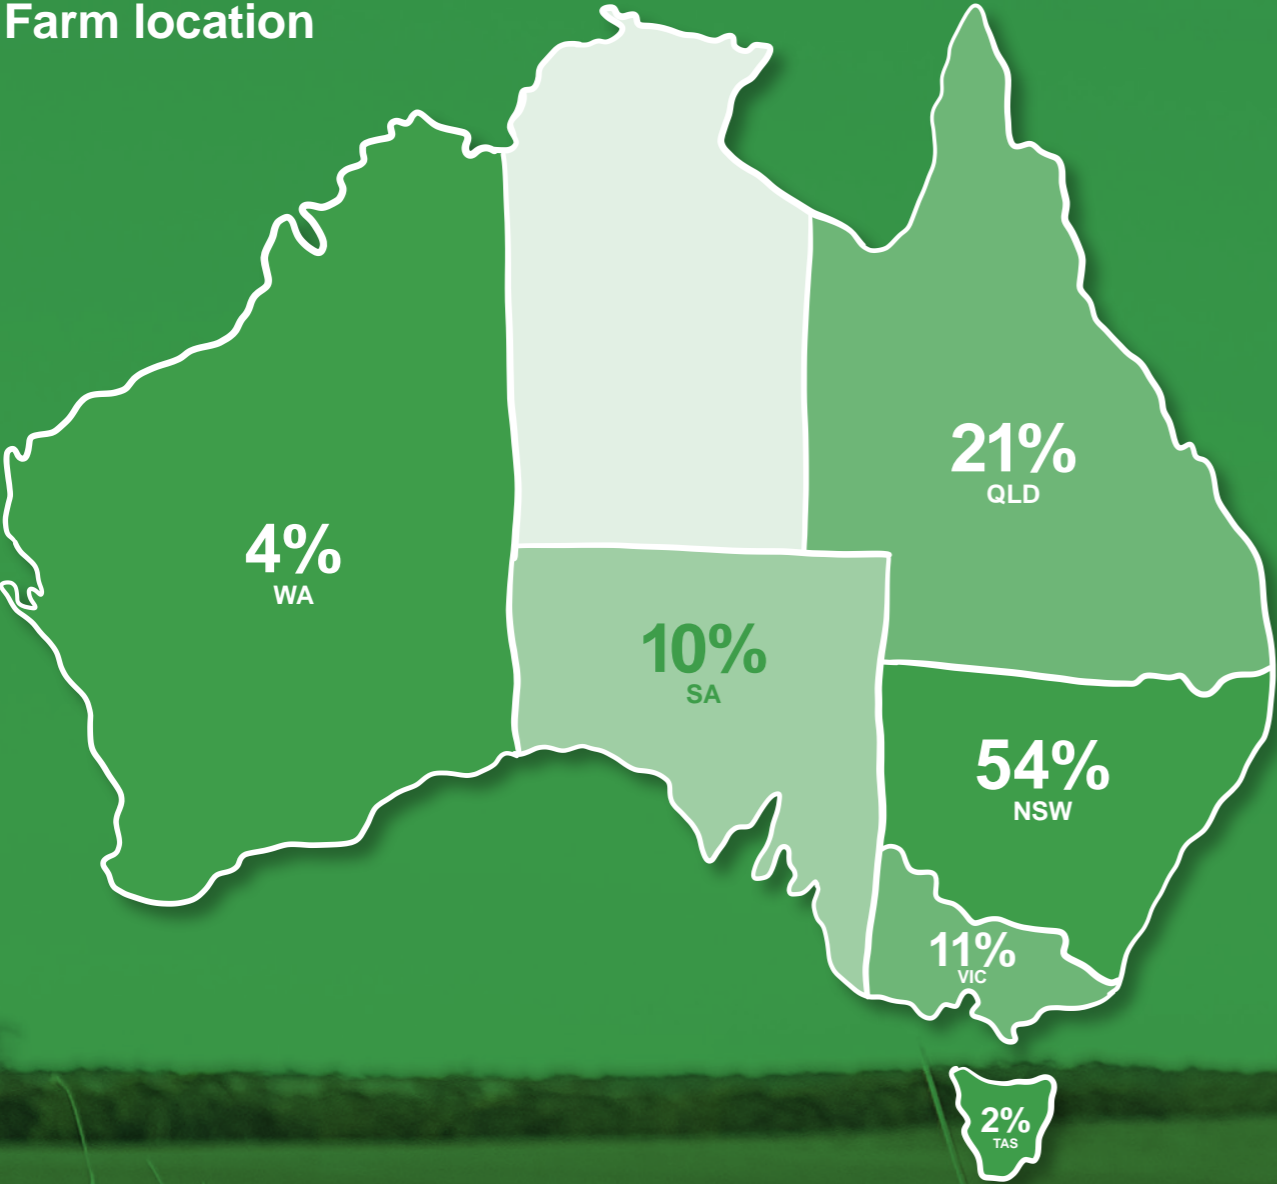 Farm location
21%
QLD
4%
WA
10%
SA
54%
NSW
11%
VIC
2%
TAS